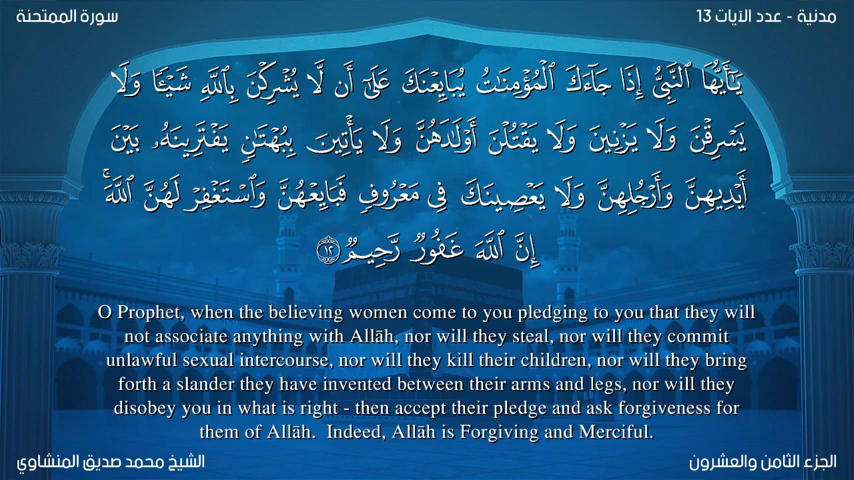 سورة الممتحنة
مدنية - عدد الآيات 13
يَـٰٓأَيُّهَا ٱلنَّبِىُّ إِذَا جَآءَكَ ٱلْمُؤْمِنَـٰتُ يُبَايِعْنَكَ عَلَىٰٓ أَن لَّا يُشْرِكْنَ بِٱللَّهِ شَيْـًٔا وَلَا
يَسْرِقْنَ وَلَا يَزْنِينَ وَلَا يَقْتُلْنَ أَوْلَـٰدَهُنَّ وَلَا يَأْتِينَ بِبُهْتَـٰنٍ يَفْتَرِينَهُۥ بَيْنَ
أَيْدِيهِنَّ وَأَرْجُلِهِنَّ وَلَا يَعْصِينَكَ فِى مَعْرُوفٍ فَبَايِعْهُنَّ وَٱسْتَغْفِرْ لَهُنَّ ٱللَّهَ ۖ
إِنَّ ٱللَّهَ غَفُورٌ رَّحِيمٌ ١٢
O Prophet, when the believing women come to you pledging to you that they will
not associate anything with Allāh, nor will they steal, nor will they commit
unlawful sexual intercourse, nor will they kill their children, nor will they bring
forth a slander they have invented between their arms and legs, nor will they
disobey you in what is right - then accept their pledge and ask forgiveness for
them of Allāh.  Indeed, Allāh is Forgiving and Merciful.
الشيخ محمد صديق المنشاوي
الجزء الثامن والعشرون